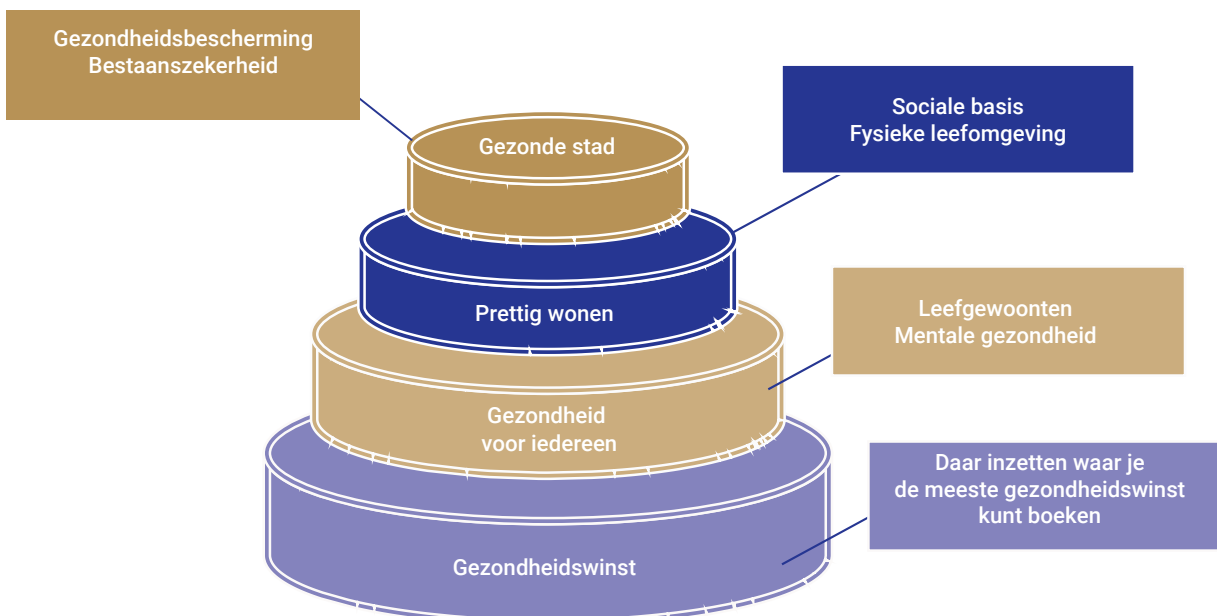 Gezondheidsbescherming
Bestaanszekerheid
Sociale basis
Fysieke leefomgeving
Gezonde stad
Prettig wonen
Leefgewoonten
Mentale gezondheid
Gezondheid
voor iedereen
Daar inzetten waar je
de meeste gezondheidswinst
kunt boeken
Gezondheidswinst